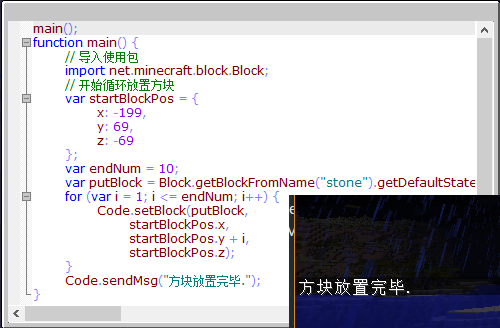 main();
function main() {
// 导入使用包
import net.minecraft.block.Block;
// 开始循环放置方块
var startBlockPos = {
x: -199,
y: 69,
z: -69
};
var endNum = 10;
var putBlock = Block.getBlockFromName("stone").getDefaultState
for (var i = 1; i <= endNum; i++) {
Code.setBlock(putBlock,
startBlockPos.x,
startBlockPos.y + i,
startBlockPos.z);
}
Code.sendMsg("方块放置完毕.");
}
方块放置完毕.